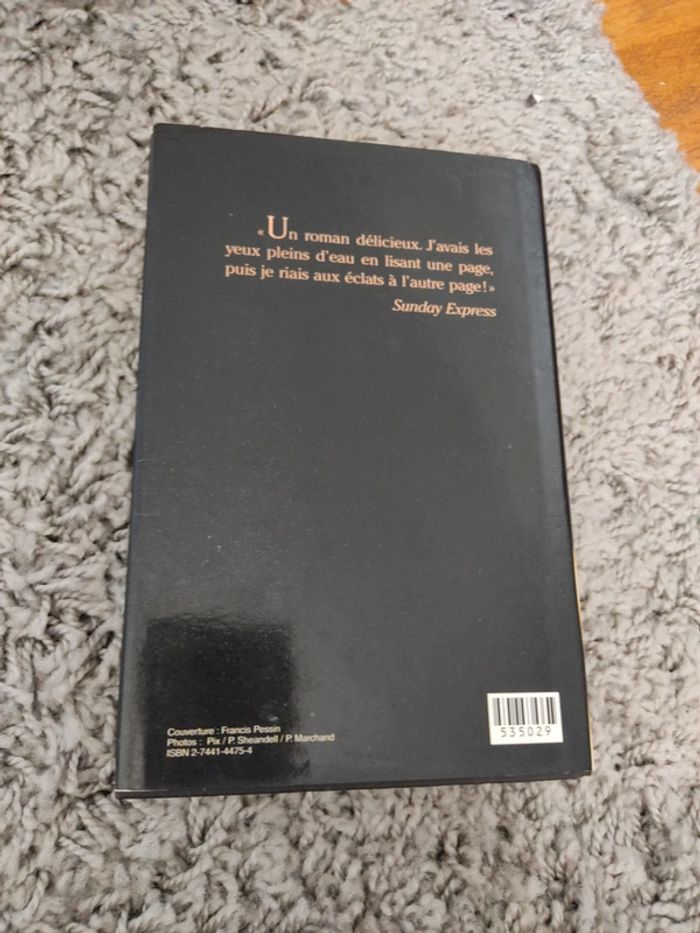 « Un roman délicieux. J'avais les
yeux pleins d'eau en lisant une page,
puis je riais aux éclats à l'autre page ! »
Sunday Express
Couverture : Francis Pessin
Photos : Pix / P. Sheandell / P. Marchand
ISBN 2-7441-4475-4
535029